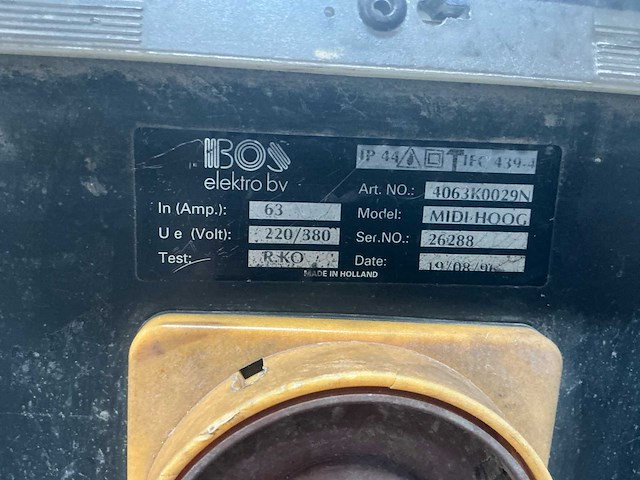 BOS
elektro bv
IP 44 IEC 439-4
Art. NO.: 4063K0029N
In (Amp.): 63
Model: MIDI-HOOG
U e (Volt): 220/380
Ser.NO.: 26288
Test: R.KO
Date:
MADE IN HOLLAND